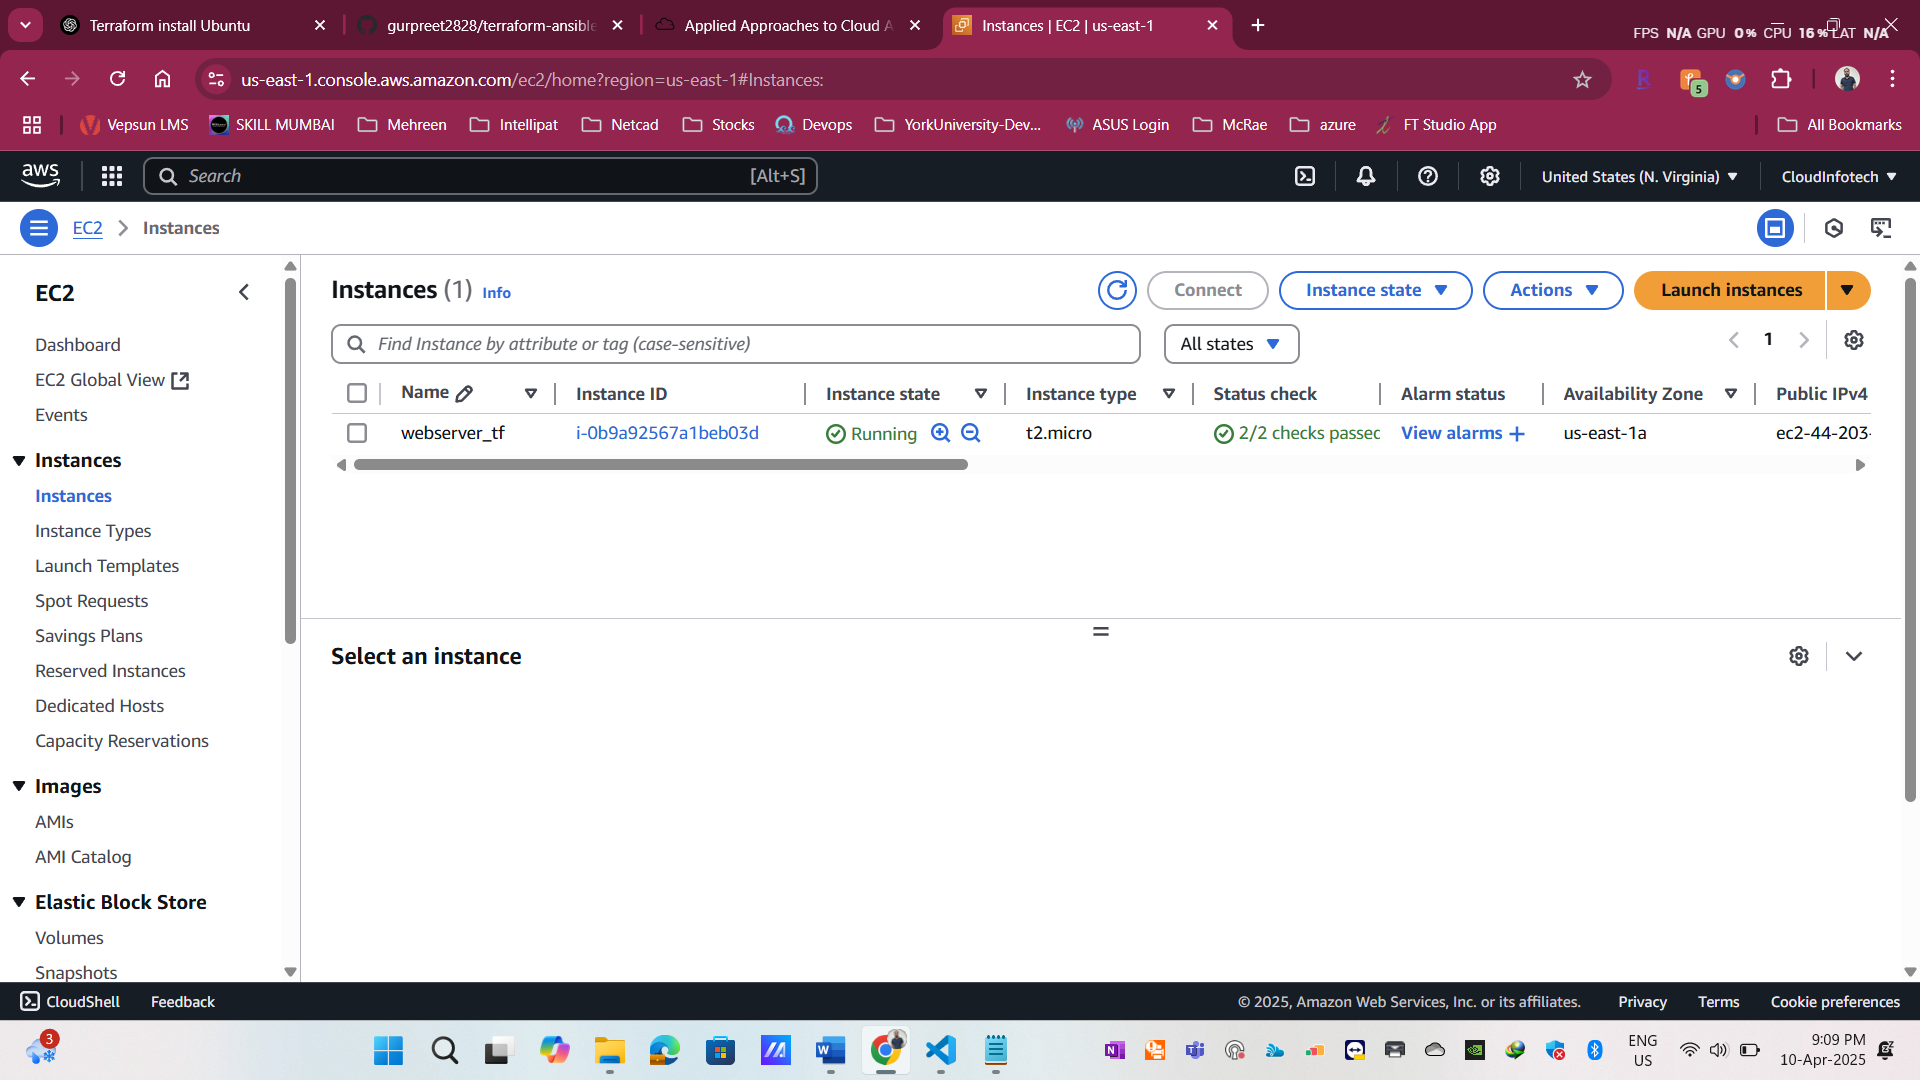 Terraform install Ubuntu
gurpreet2828/terraform-ansible
Applied Approaches to Cloud A
Instances | EC2 | us-east-1
FPS N/A GPU 0% CPU 16% LAT N/A
us-east-1.console.aws.amazon.com/ec2/home?region=us-east-1#Instances:
5
Vepsun LMS
SKILL MUMBAI
Mehreen
Intellipat
Netcad
Stocks
Devops
YorkUniversity-Dev...
ASUS Login
McRae
azure
FT Studio App
All Bookmarks
aws
Search
[Alt+S]
United States (N. Virginia)
CloudInfotech
EC2
Instances
EC2
Dashboard
EC2 Global View
Events
Instances
Instances
Instance Types
Launch Templates
Spot Requests
Savings Plans
Reserved Instances
Dedicated Hosts
Capacity Reservations
Images
AMIs
AMI Catalog
Elastic Block Store
Volumes
Snapshots
Instances (1) Info
Connect
Instance state
Actions
Launch instances
Find Instance by attribute or tag (case-sensitive)
All states
1
Name Instance ID Instance state Instance type Status check Alarm status Availability Zone Public IPv4
webserver_tf i-0b9a92567a1beb03d Running t2.micro 2/2 checks passed View alarms + us-east-1a ec2-44-203-
Select an instance
CloudShell
Feedback
© 2025, Amazon Web Services, Inc. or its affiliates.
Privacy
Terms
Cookie preferences
3
ENG
US
9:09 PM
10-Apr-2025